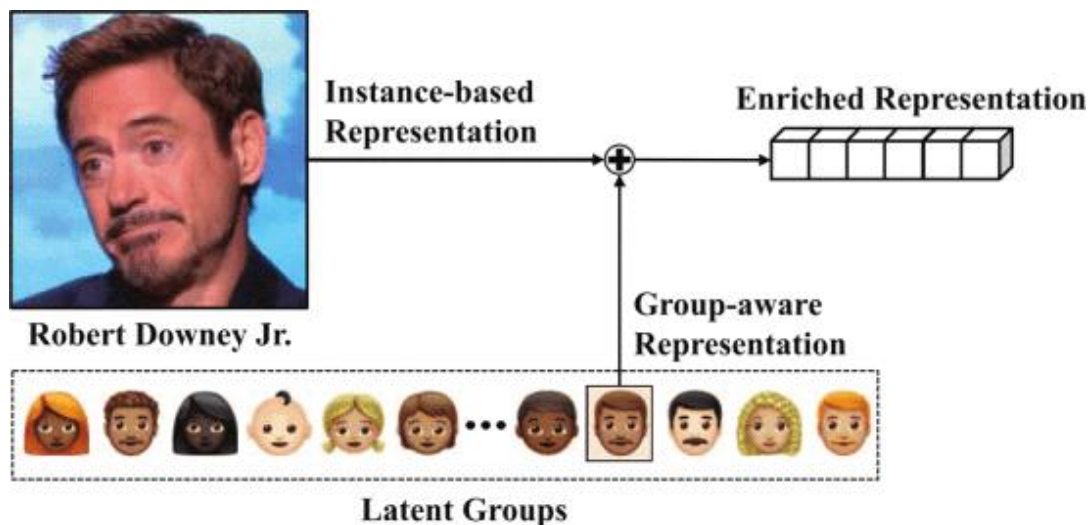 Instance-based
Representation
Enriched Representation
Robert Downey Jr.
Group-aware
Representation
Latent Groups